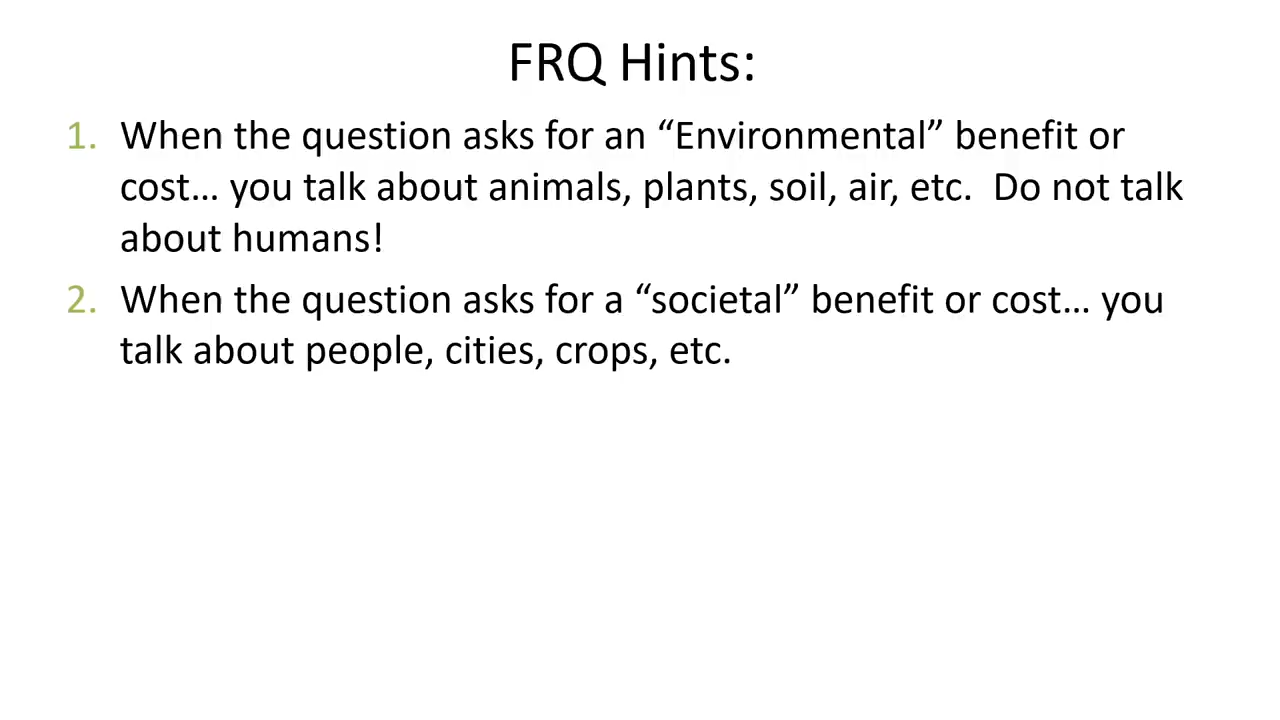 FRQ Hints:
1. When the question asks for an “Environmental” benefit or
cost... you talk about animals, plants, soil, air, etc.  Do not talk
about humans!
2. When the question asks for a “societal” benefit or cost... you
talk about people, cities, crops, etc.